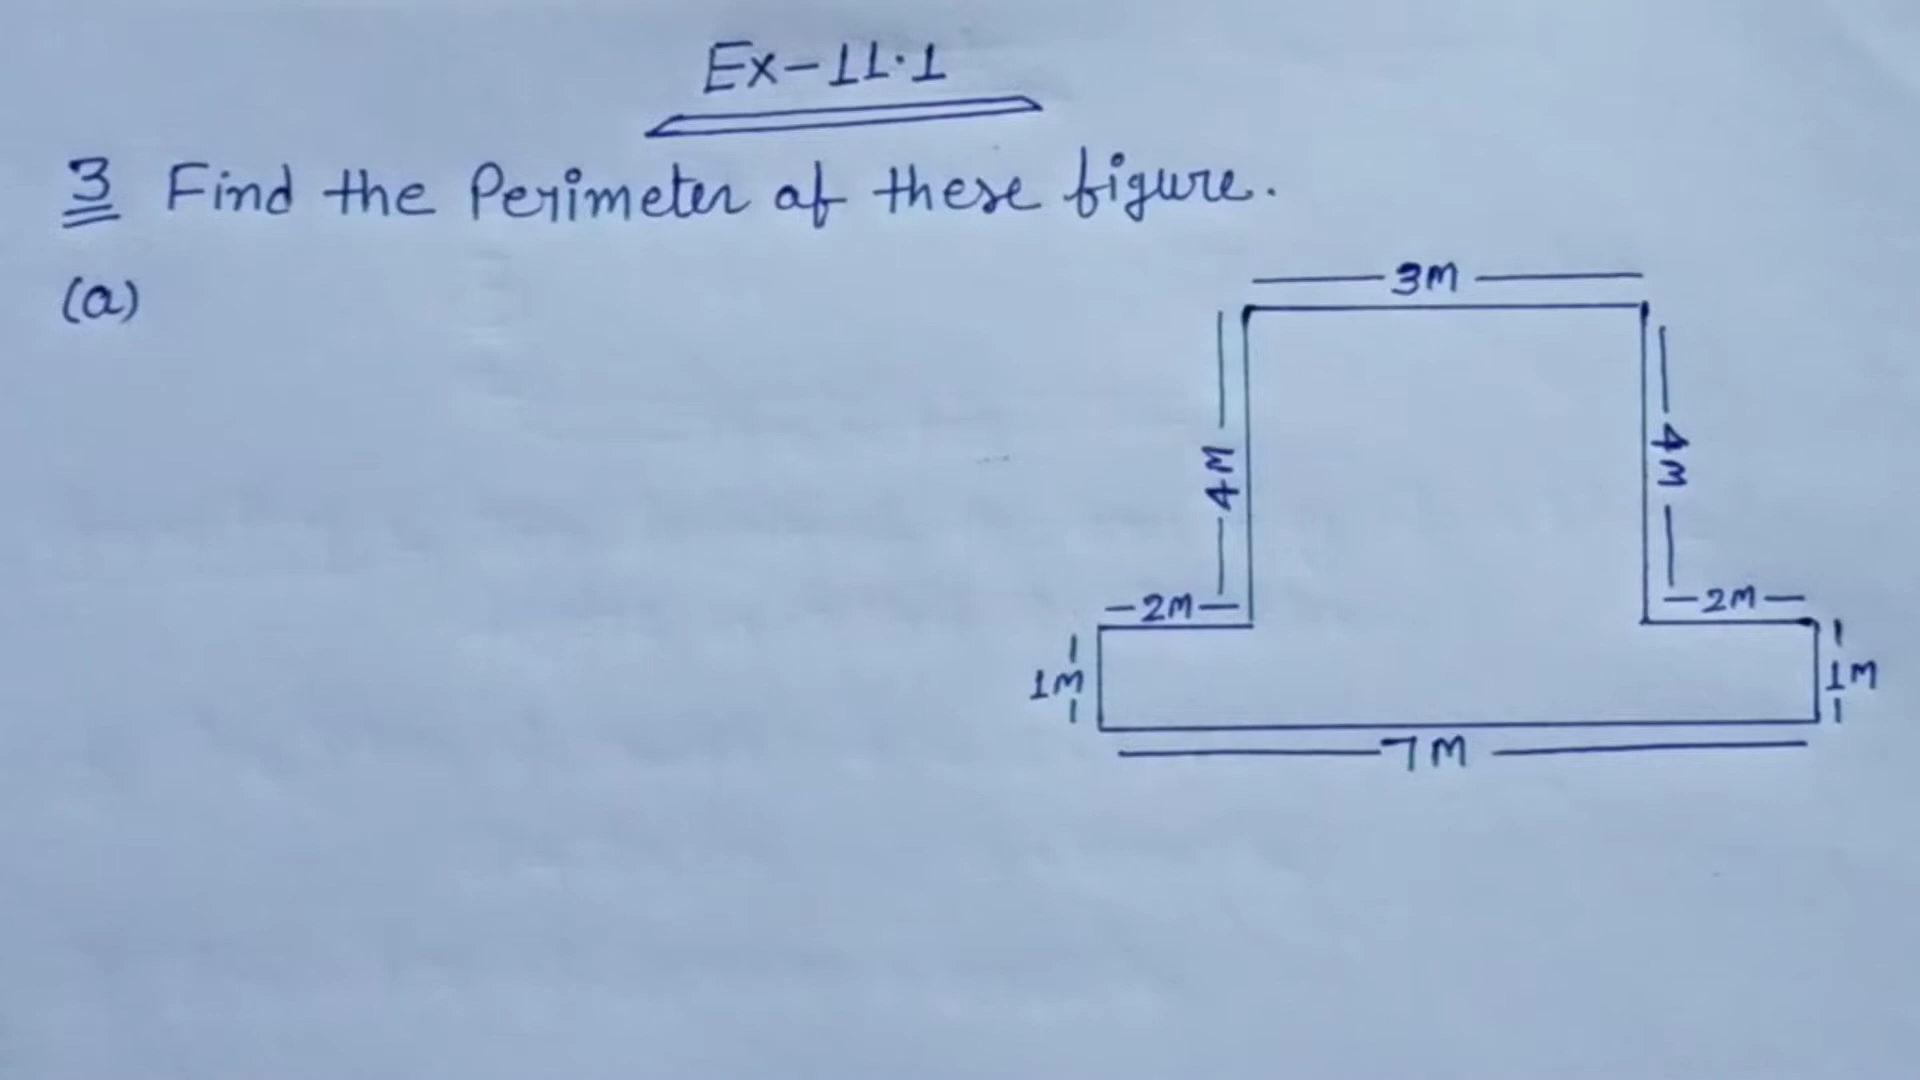 Ex-11.1
3 Find the Perimeter of these figure.
(a)
3M
4M
4M
2M
2M
1M
1M
7M